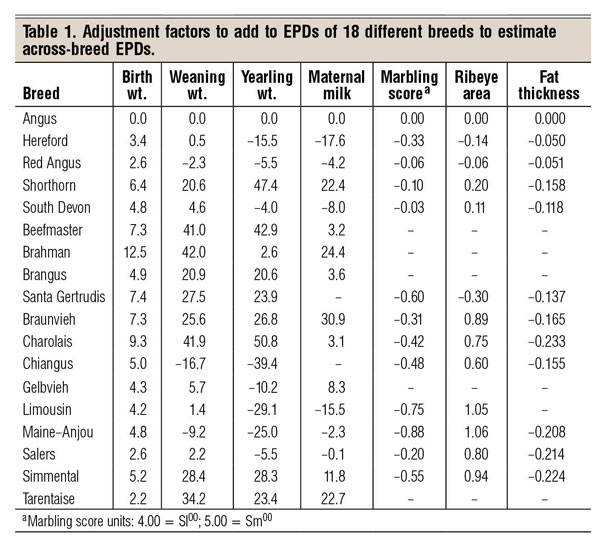 Table 1. Adjustment factors to add to EPDs of 18 different breeds to estimate
across-breed EPDs.
Breed Birth wt. Weaning wt. Yearling wt. Maternal milk Marbling score a Ribeye area Fat thickness
Angus 0.0 0.0 0.0 0.0 0.00 0.00 0.000
Hereford 3.4 0.5 −15.5 −17.6 −0.33 −0.14 −0.050
Red Angus 2.6 −2.3 −5.5 −4.2 −0.06 −0.06 −0.051
Shorthorn 6.4 20.6 47.4 22.4 −0.10 0.20 −0.158
South Devon 4.8 4.6 −4.0 −8.0 −0.03 0.11 −0.118
Beefmaster 7.3 41.0 42.9 3.2 – – –
Brahman 12.5 42.0 2.6 24.4 – – –
Brangus 4.9 20.9 20.6 3.6 – – –
Santa Gertrudis 7.4 27.5 23.9 – −0.60 −0.30 −0.137
Braunvieh 7.3 25.6 26.8 30.9 −0.31 0.89 −0.165
Charolais 9.3 41.9 50.8 3.1 −0.42 0.75 −0.233
Chiangus 5.0 −16.7 −39.4 – −0.48 0.60 −0.155
Gelbvieh 4.3 5.7 −10.2 8.3 – – –
Limousin 4.2 1.4 −29.1 −15.5 −0.75 1.05 –
Maine–Anjou 4.8 −9.2 −25.0 −2.3 −0.88 1.06 −0.208
Salers 2.6 2.2 −5.5 −0.1 −0.20 0.80 −0.214
Simmental 5.2 28.4 28.3 11.8 −0.55 0.94 −0.224
Tarentaise 2.2 34.2 23.4 22.7 – – –
a Marbling score units: 4.00 = Sl00; 5.00 = Sm00